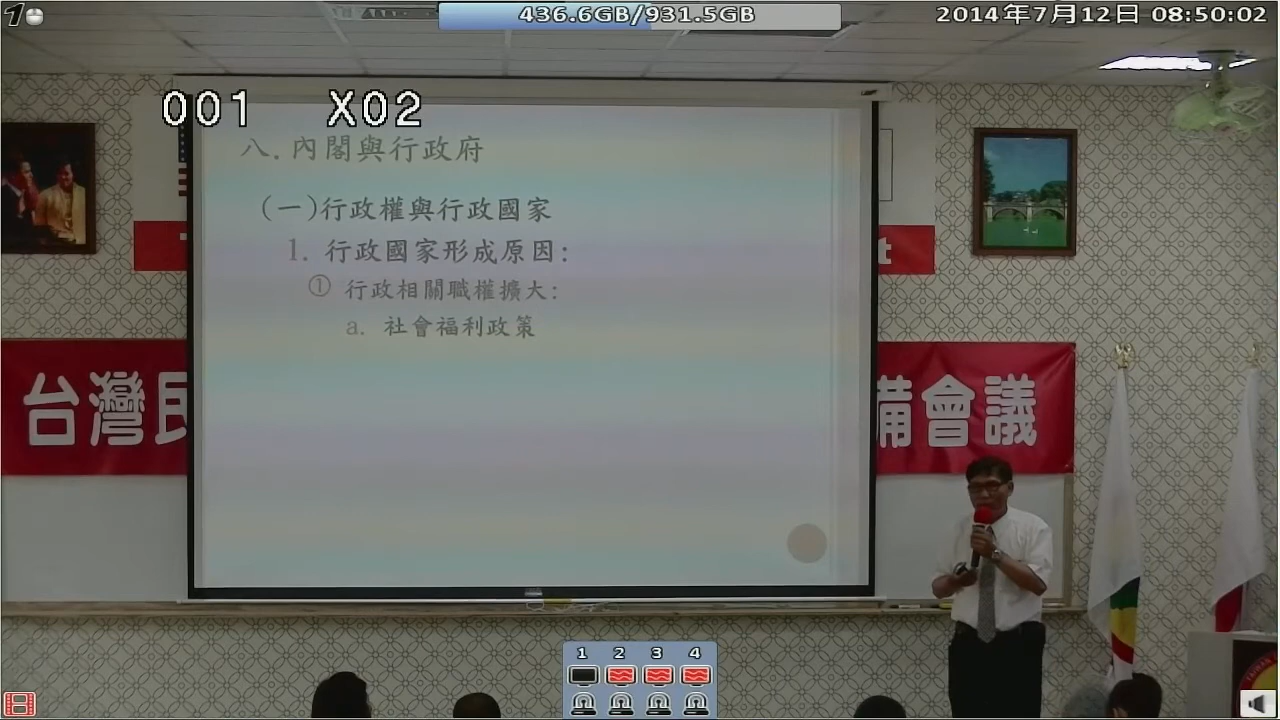 1
436.6GB/931.5GB
2014年7月12日 08:50:02
001 X02
八.內閣與行政府
(一)行政權與行政國家
1. 行政國家形成原因:
① 行政相關職權擴大:
a. 社會福利政策
t
台灣民
備會議
1 2 3 4